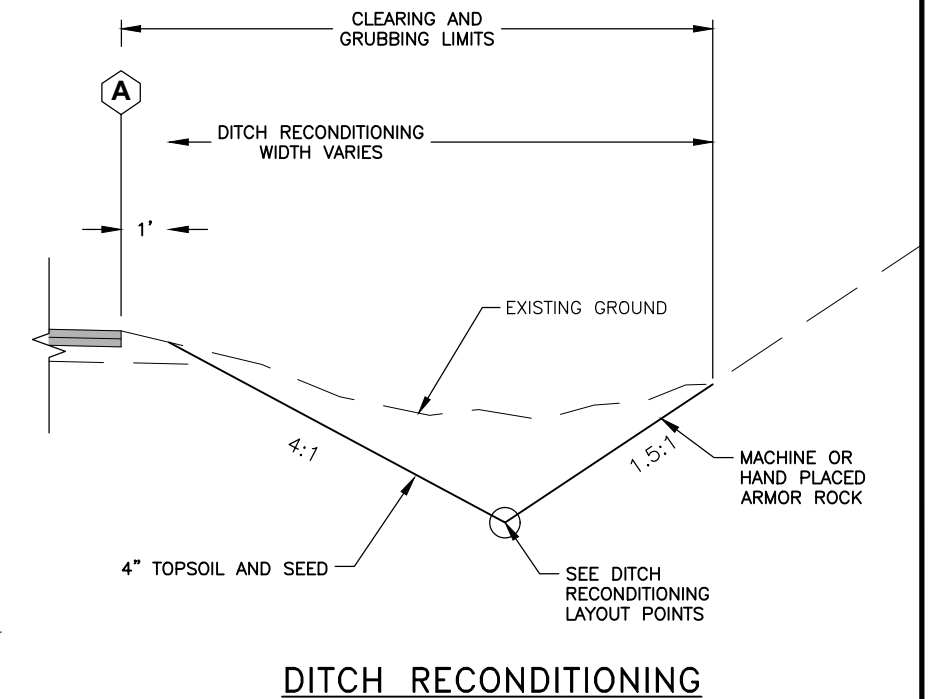 CLEARING AND
GRUBBING LIMITS
A
DITCH RECONDITIONING
WIDTH VARIES
1'
EXISTING GROUND
4:1
1.5:1
MACHINE OR
HAND PLACED
ARMOR ROCK
4" TOPSOIL AND SEED
SEE DITCH
RECONDITIONING
LAYOUT POINTS
DITCH RECONDITIONING